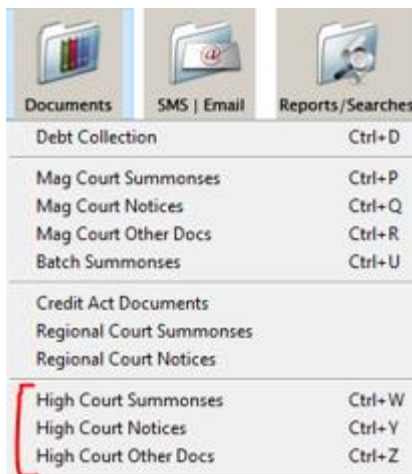 Documents SMS | Email Reports/Searches
Debt Collection Ctrl+D
Mag Court Summonses Ctrl+P
Mag Court Notices Ctrl+Q
Mag Court Other Docs Ctrl+R
Batch Summonses Ctrl+U
Credit Act Documents
Regional Court Summonses
Regional Court Notices
High Court Summonses Ctrl+W
High Court Notices Ctrl+Y
High Court Other Docs Ctrl+Z